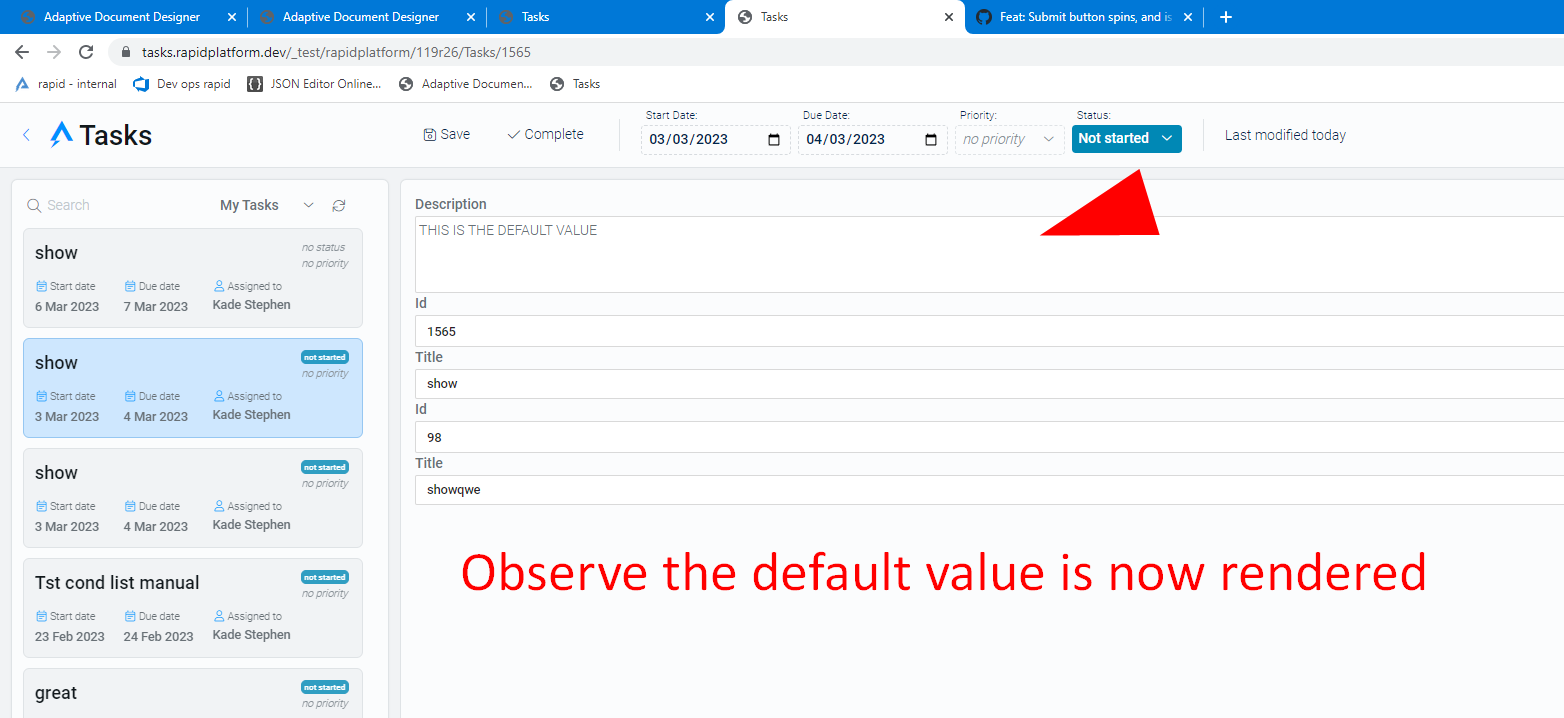 Adaptive Document Designer
Adaptive Document Designer
Tasks
Tasks
Feat: Submit button spins, and is
tasks.rapidplatform.dev/_test/rapidplatform/119r26/Tasks/1565
rapid - internal
Dev ops rapid
JSON Editor Online...
Adaptive Documen...
Tasks
Tasks
Save
Complete
Start Date:
03/03/2023
Due Date:
04/03/2023
Priority:
no priority
Status:
Not started
Last modified today
Search
My Tasks
show
no status
no priority
Start date
Due date
Assigned to
6 Mar 2023
7 Mar 2023
Kade Stephen
show
not started
no priority
Start date
Due date
Assigned to
3 Mar 2023
4 Mar 2023
Kade Stephen
show
not started
no priority
Start date
Due date
Assigned to
3 Mar 2023
4 Mar 2023
Kade Stephen
Tst cond list manual
not started
no priority
Start date
Due date
Assigned to
23 Feb 2023
24 Feb 2023
Kade Stephen
great
not started
no priority
Description
THIS IS THE DEFAULT VALUE
Id
1565
Title
show
Id
98
Title
showqwe
Observe the default value is now rendered